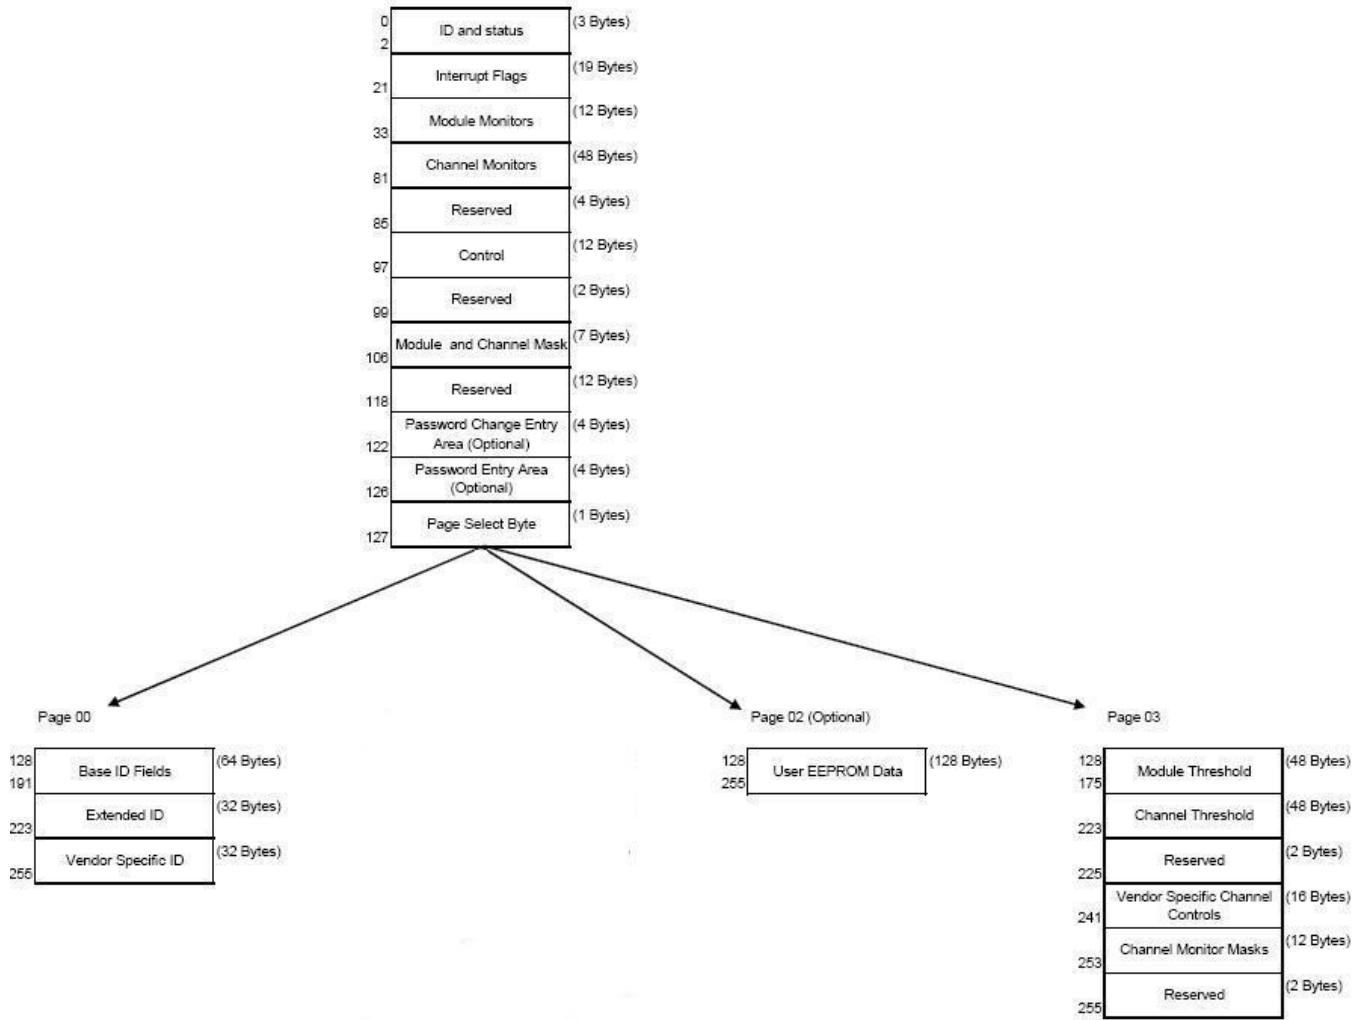 0
2
ID and status
(3 Bytes)
21
Interrupt Flags
(19 Bytes)
33
Module Monitors
(12 Bytes)
81
Channel Monitors
(48 Bytes)
85
Reserved
(4 Bytes)
97
Control
(12 Bytes)
99
Reserved
(2 Bytes)
106
Module and Channel Mask
(7 Bytes)
118
Reserved
(12 Bytes)
122
Password Change Entry
Area (Optional)
(4 Bytes)
126
Password Entry Area
(Optional)
(4 Bytes)
127
Page Select Byte
(1 Bytes)
Page 00
128
191
Base ID Fields
(64 Bytes)
223
Extended ID
(32 Bytes)
255
Vendor Specific ID
(32 Bytes)
Page 02 (Optional)
128
255
User EEPROM Data
(128 Bytes)
Page 03
128
175
Module Threshold
(48 Bytes)
223
Channel Threshold
(48 Bytes)
225
Reserved
(2 Bytes)
241
Vendor Specific Channel
Controls
(16 Bytes)
253
Channel Monitor Masks
(12 Bytes)
255
Reserved
(2 Bytes)